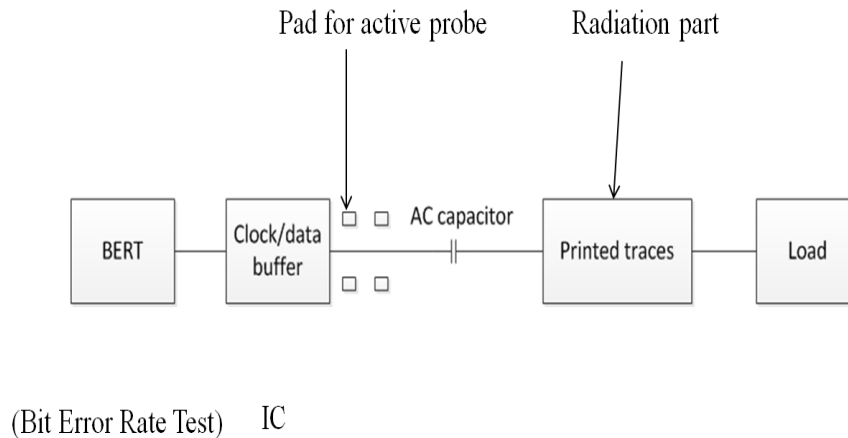 Pad for active probe
Radiation part
AC capacitor
BERT
Clock/data
buffer
Printed traces
Load
(Bit Error Rate Test)
IC